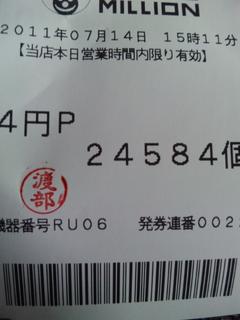 MILLION
2011年07月14日 15時11分
【当店本日営業時間内限り有効】
4円P
24584個
渡部
機器番号RU06 発券連番002